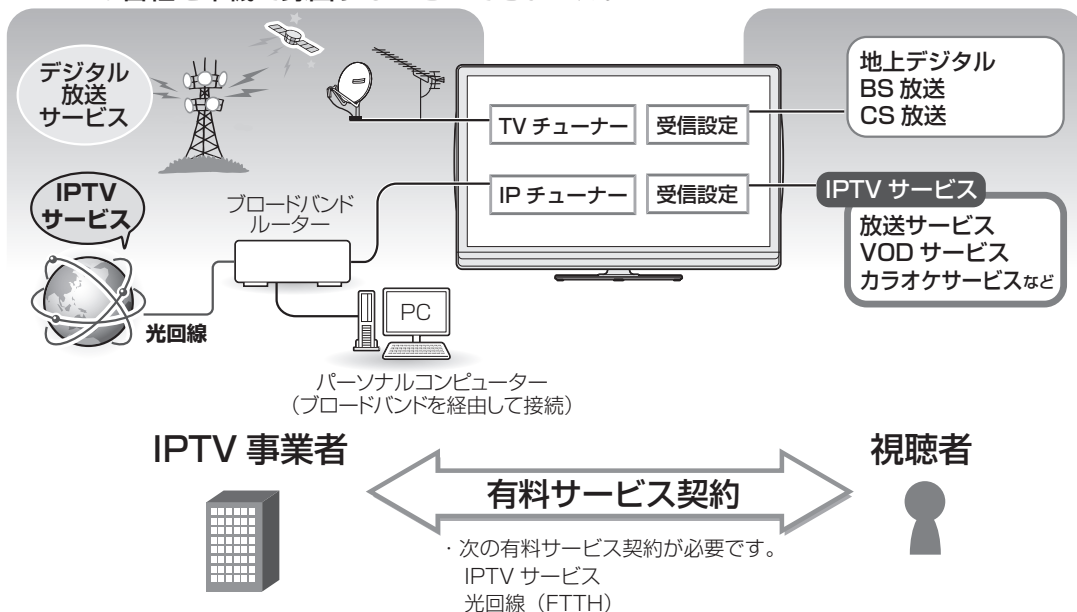 デジタル
放送
サービス
TV チューナー
受信設定
地上デジタル
BS 放送
CS 放送
IPTV
サービス
ブロードバンド
ルーター
IP チューナー
受信設定
IPTV サービス
放送サービス
VOD サービス
カラオケサービスなど
光回線
PC
パーソナルコンピューター
(ブロードバンドを経由して接続)
IPTV 事業者
有料サービス契約
視聴者
・次の有料サービス契約が必要です。
IPTV サービス
光回線(FTTH)